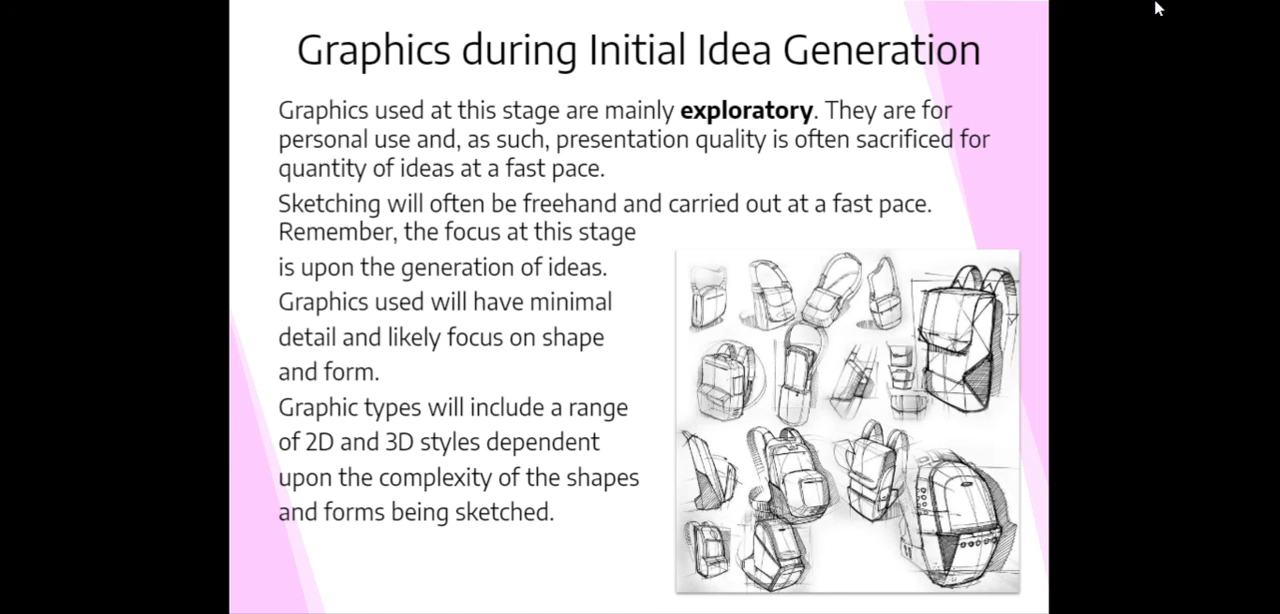 Graphics during Initial Idea Generation
Graphics used at this stage are mainly exploratory. They are for
personal use and, as such, presentation quality is often sacrificed for
quantity of ideas at a fast pace.
Sketching will often be freehand and carried out at a fast pace.
Remember, the focus at this stage
is upon the generation of ideas.
Graphics used will have minimal
detail and likely focus on shape
and form.
Graphic types will include a range
of 2D and 3D styles dependent
upon the complexity of the shapes
and forms being sketched.